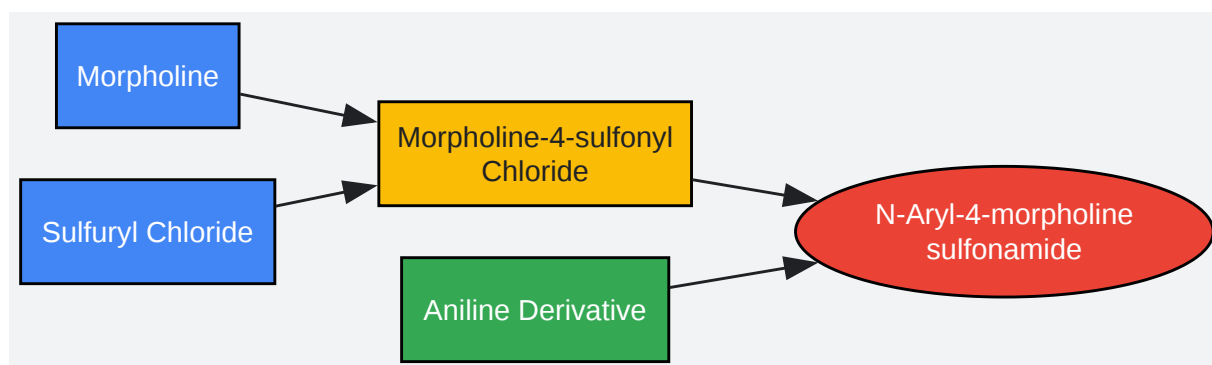 Morpholine
Sulfuryl Chloride
Morpholine-4-sulfonyl
Chloride
Aniline Derivative
N-Aryl-4-morpholine
sulfonamide